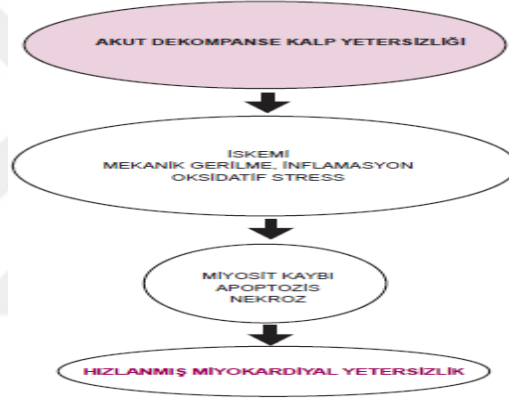 AKUT DEKOMPANSE KALP YETERSİZLİĞİ
İSKEMİ
MEKANİK GERİLME, İNFLAMASYON
OKSİDATİF STRESS
MİYOSİT KAYBI
APOPTOZİS
NEKROZ
HIZLANMIŞ MİYOKARDİYAL YETERSİZLİK